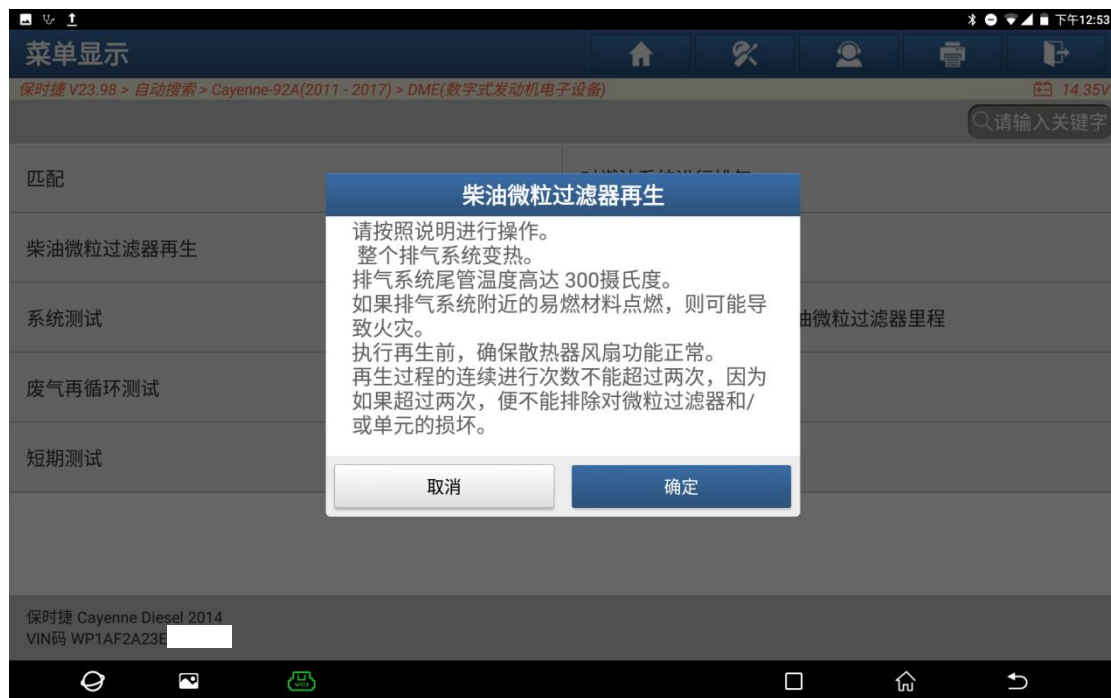 下午12:53
菜单显示
保时捷 V23.98 > 自动搜索 > Cayenne-92A(2011 - 2017) > DME(数字式发动机电子设备)
14.35V
请输入关键字
匹配
柴油微粒过滤器再生
柴油微粒过滤器再生
系统测试
油微粒过滤器里程
废气再循环测试
短期测试
请按照说明进行操作。
整个排气系统变热。
排气系统尾管温度高达 300摄氏度。
如果排气系统附近的易燃材料点燃，则可能导
致火灾。
执行再生前，确保散热器风扇功能正常。
再生过程的连续进行次数不能超过两次，因为
如果超过两次，便不能排除对微粒过滤器和/
或单元的损坏。
取消
确定
保时捷 Cayenne Diesel 2014
VIN码 WP1AF2A23E
VCI